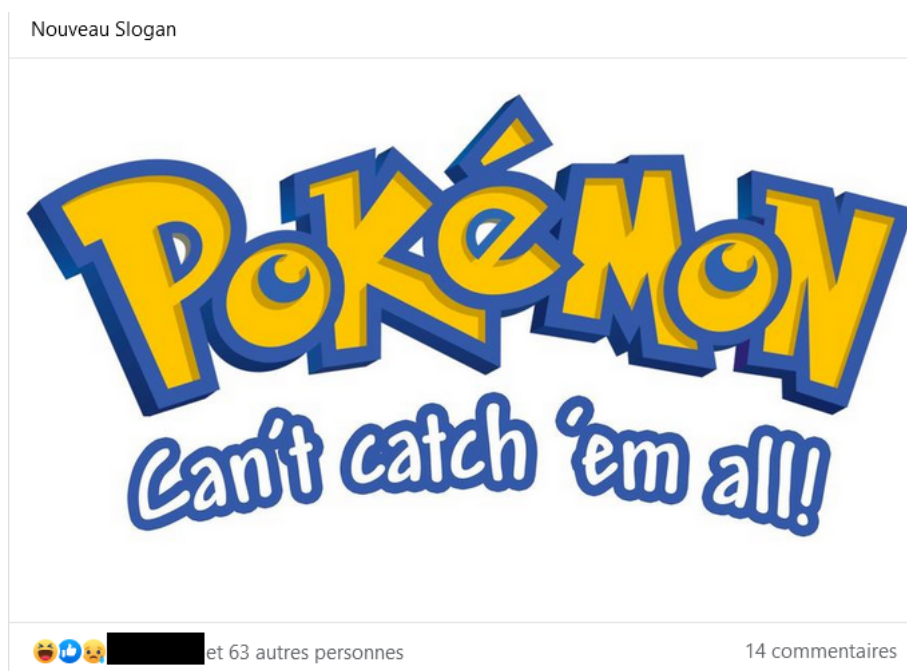 Nouveau Slogan
POKéMON
Can't catch 'em all!
et 63 autres personnes
14 commentaires